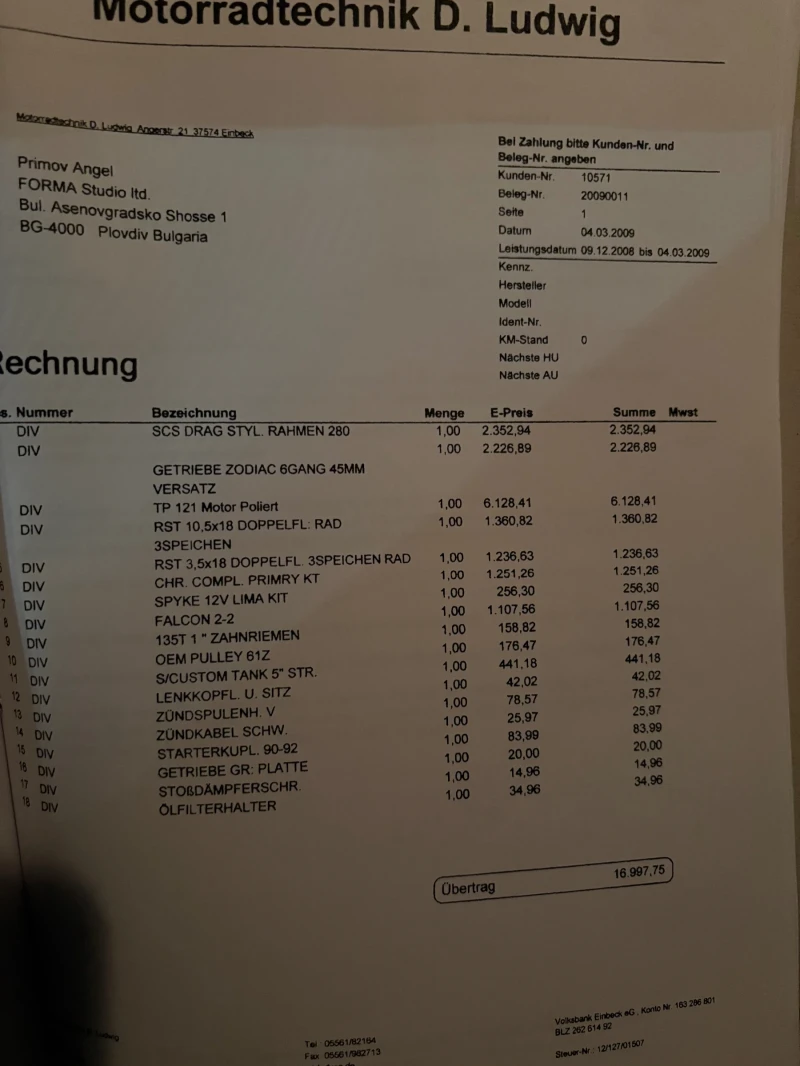 Motorradtechnik D. Ludwig
Motorradtechnik D. Ludwig Angerstr. 21 37574 Einbeck
Primov Angel
FORMA Studio ltd.
Bul. Asenovgradsko Shosse 1
BG-4000 Plovdiv Bulgaria
Bei Zahlung bitte Kunden-Nr. und
Beleg-Nr. angeben
Kunden-Nr. 10571
Beleg-Nr. 20090011
Seite 1
Datum 04.03.2009
Leistungsdatum 09.12.2008 bis 04.03.2009
Kennz.
Hersteller
Modell
Ident-Nr.
KM-Stand 0
Nächste HU
Nächste AU
Rechnung
s. Nummer Bezeichnung Menge E-Preis Summe Mwst
DIV SCS DRAG STYL. RAHMEN 280 1,00 2.352,94 2.352,94
DIV 1,00 2.226,89 2.226,89
GETRIEBE ZODIAC 6GANG 45MM
VERSATZ
DIV TP 121 Motor Poliert 1,00 6.128,41 6.128,41
DIV RST 10,5x18 DOPPELFL: RAD 1,00 1.360,82 1.360,82
3SPEICHEN
DIV RST 3,5x18 DOPPELFL. 3SPEICHEN RAD 1,00 1.236,63 1.236,63
6 DIV CHR. COMPL. PRIMRY KT 1,00 1.251,26 1.251,26
7 DIV SPYKE 12V LIMA KIT 1,00 256,30 256,30
8 DIV FALCON 2-2 1,00 1.107,56 1.107,56
9 DIV 135T 1 " ZAHNRIEMEN 1,00 158,82 158,82
10 DIV OEM PULLEY 61Z 1,00 176,47 176,47
11 DIV S/CUSTOM TANK 5" STR. 1,00 441,18 441,18
12 DIV LENKKOPFL. U. SITZ 1,00 42,02 42,02
13 DIV ZÜNDSPULENH. V 1,00 78,57 78,57
14 DIV ZÜNDKABEL SCHW. 1,00 25,97 25,97
15 DIV STARTERKUPL. 90-92 1,00 83,99 83,99
16 DIV GETRIEBE GR: PLATTE 1,00 20,00 20,00
17 DIV STOßDÄMPFERSCHR. 1,00 14,96 14,96
18 DIV ÖLFILTERHALTER 1,00 34,96 34,96
Übertrag 16.997,75
Ludwig
Tel : 05561/82164
Fax 05561/982713
Volksbank Einbeck eG , Konto Nr. 163 286 801
BLZ 262 614 92
Steuer-Nr.: 12/127/01507